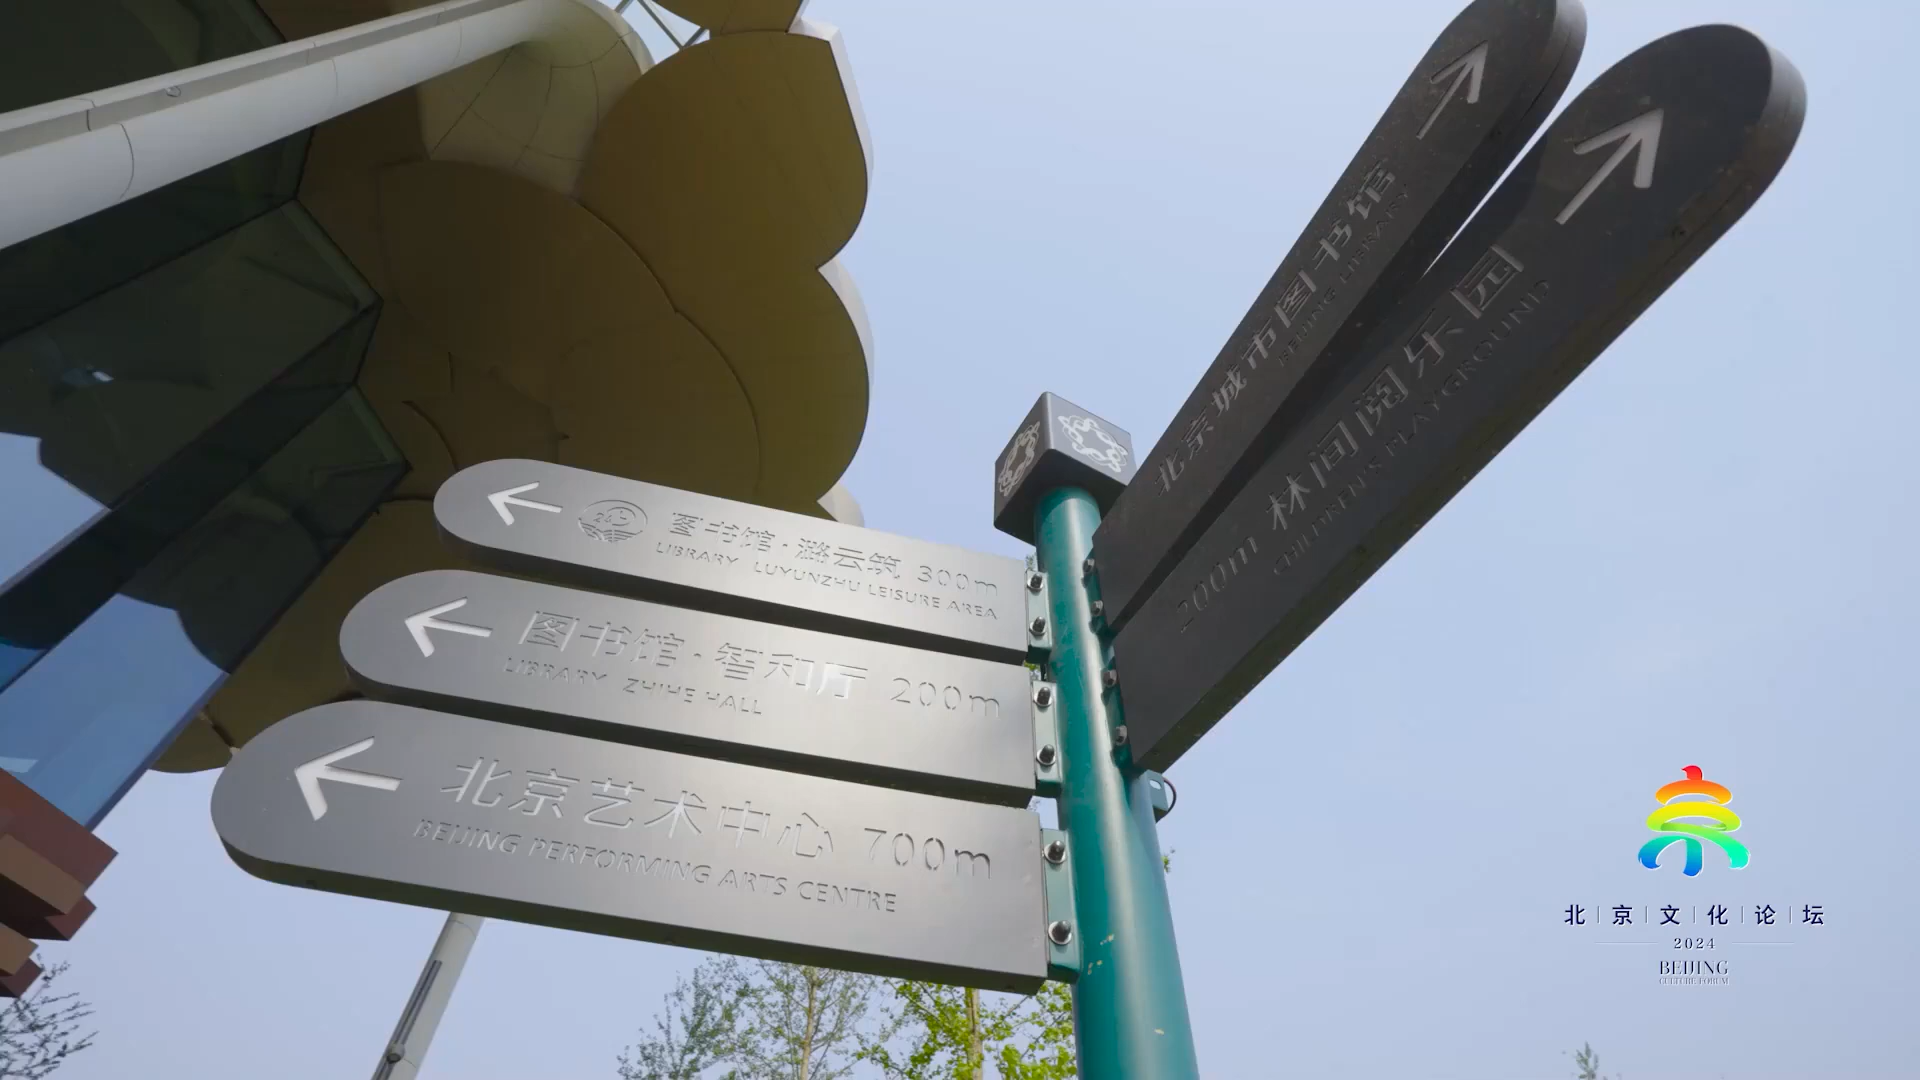 图书馆·潞云筑 300m
LIBRARY LUYUNZHU LEISURE AREA
图书馆·智和厅 200m
LIBRARY ZHIHE HALL
北京艺术中心 700m
BEIJING PERFORMING ARTS CENTRE
北京城市图书馆
BEIJING LIBRARY
200m 林间阅乐园
CHILDREN'S PLAYGROUND
北京文化论坛
2024
BEIJING
CULTURE FORUM